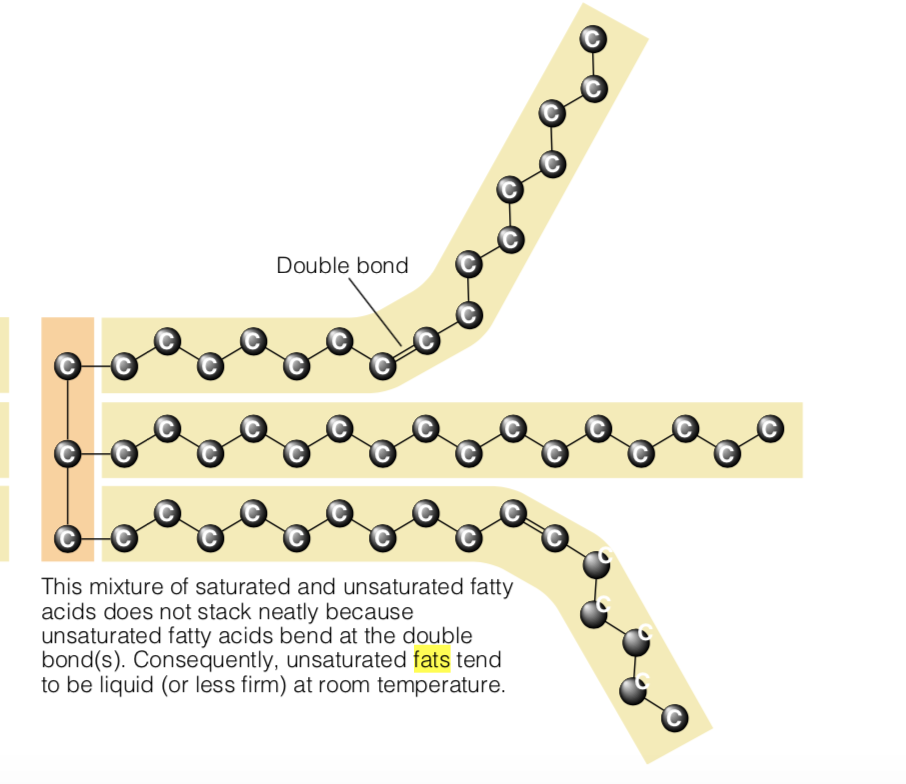 C
C
C
C
C
C
Double bond
C
C
C C C C C C C C C
C C C C C C C C C C C C C C C C C
C C C C C C C C C C C C
C
C
C
C
C
This mixture of saturated and unsaturated fatty
acids does not stack neatly because
unsaturated fatty acids bend at the double
bond(s). Consequently, unsaturated fats tend
to be liquid (or less firm) at room temperature.